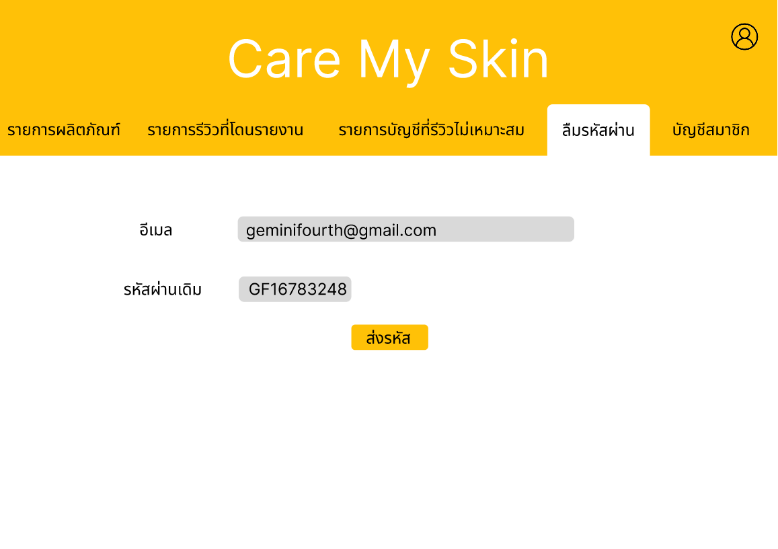 Care My Skin
รายการผลิตภัณฑ์ รายการรีวิวที่โดนรายงาน รายการบัญชีที่รีวิวไม่เหมาะสม ลืมรหัสผ่าน บัญชีสมาชิก
อีเมล geminifourth@gmail.com
รหัสผ่านเดิม GF16783248
ส่งรหัส